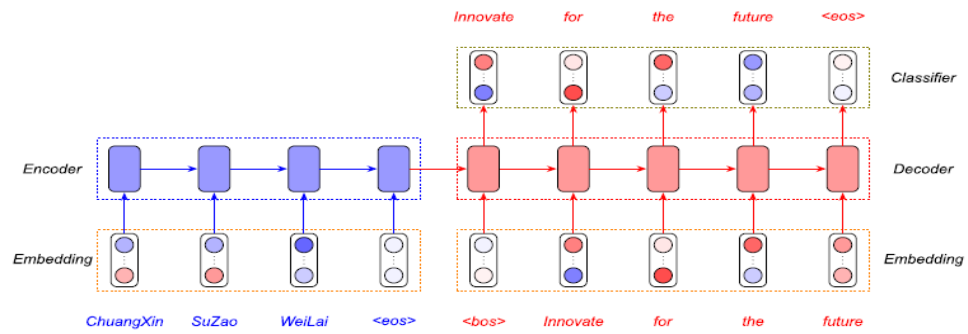 Innovate for the future <eos>
Classifier
Encoder
Decoder
Embedding
Embedding
ChuangXin SuZao WeiLai <eos> <bos> Innovate for the future